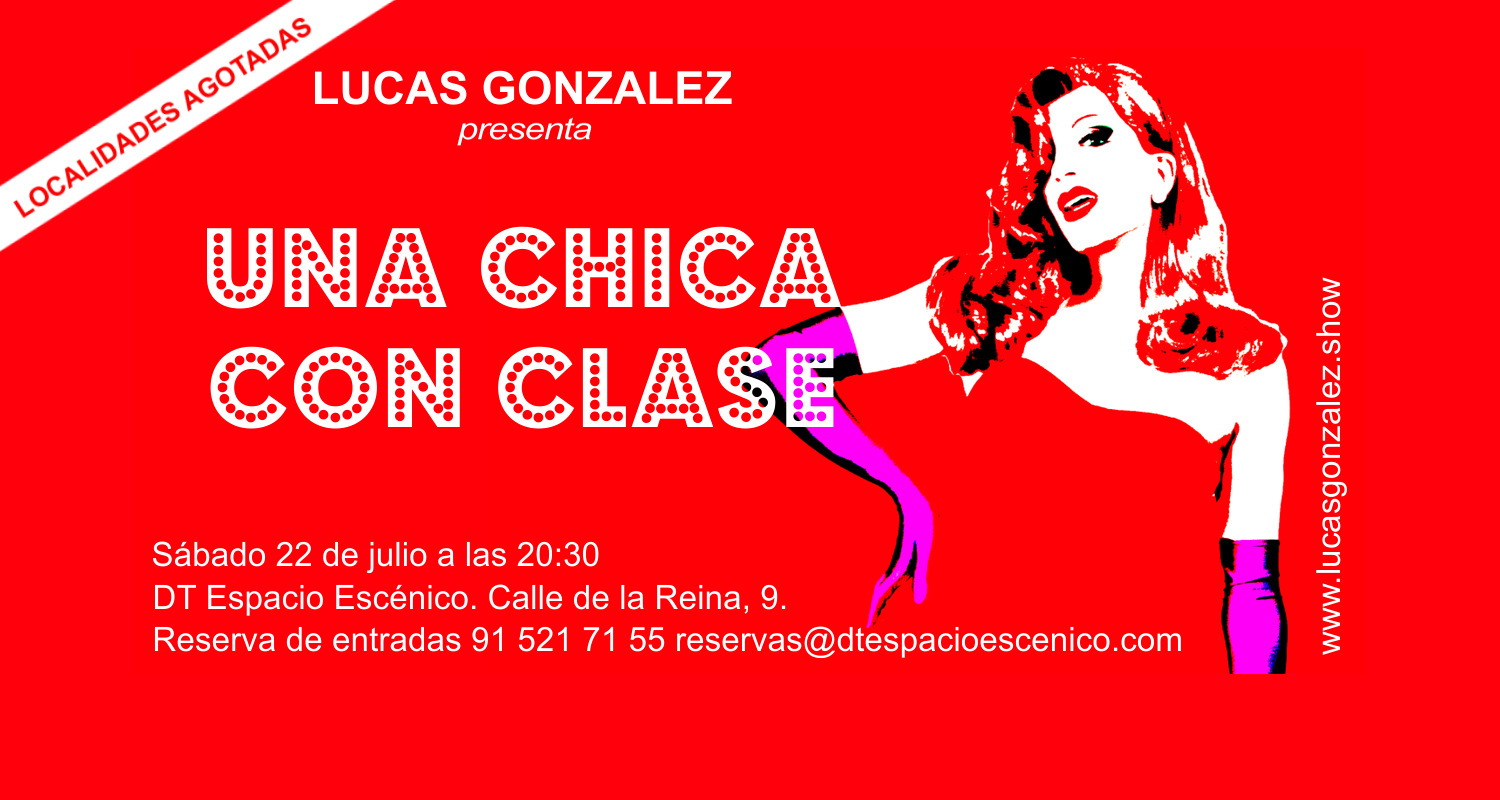 LOCALIDADES AGOTADAS
LUCAS GONZALEZ
presenta
UNA CHICA
CON CLASE
Sábado 22 de julio a las 20:30
DT Espacio Escénico. Calle de la Reina, 9.
Reserva de entradas 91 521 71 55 reservas@dtespacioescenico.com
www.lucasgonzalez.show